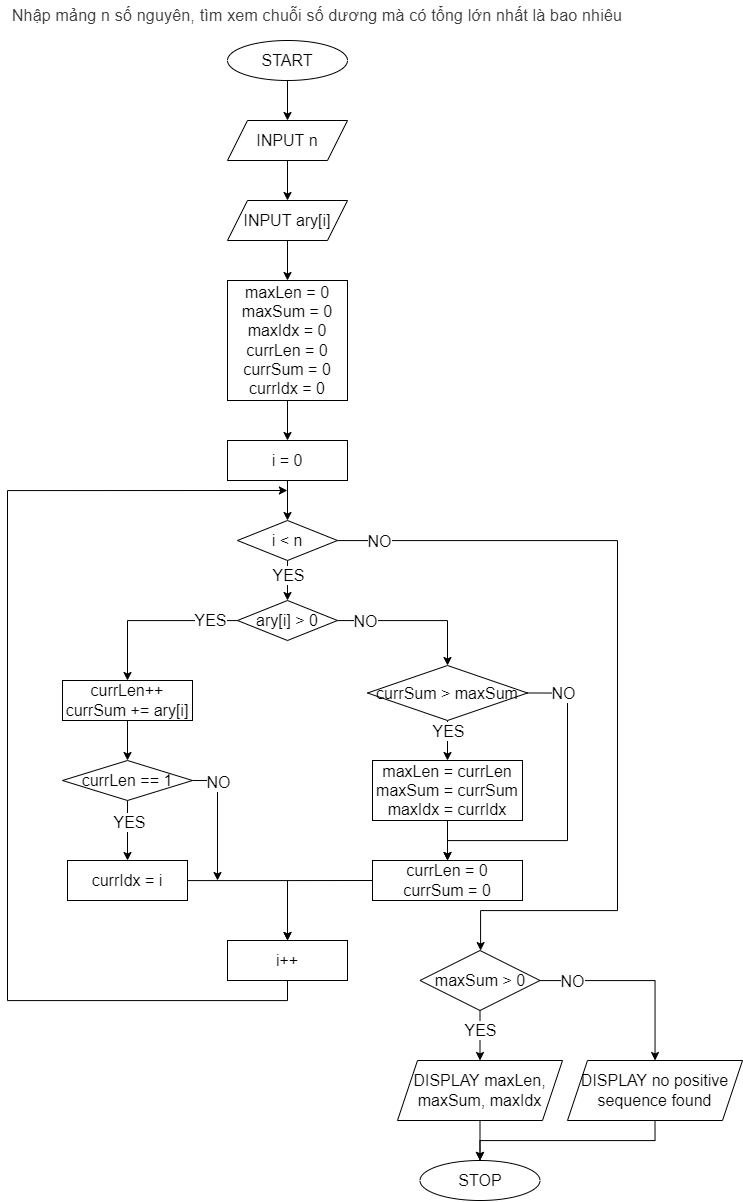 Nhập mảng n số nguyên, tìm xem chuỗi số dương mà có tổng lớn nhất là bao nhiêu
START
INPUT n
INPUT ary[i]
maxLen = 0
maxSum = 0
maxIdx = 0
currLen = 0
currSum = 0
currIdx = 0
i = 0
i < n
NO
YES
YES
ary[i] > 0
NO
currLen++
currSum += ary[i]
currSum > maxSum
NO
YES
currLen == 1
NO
YES
maxLen = currLen
maxSum = currSum
maxIdx = currIdx
currIdx = i
currLen = 0
currSum = 0
i++
maxSum > 0
NO
YES
DISPLAY maxLen,
maxSum, maxIdx
DISPLAY no positive
sequence found
STOP